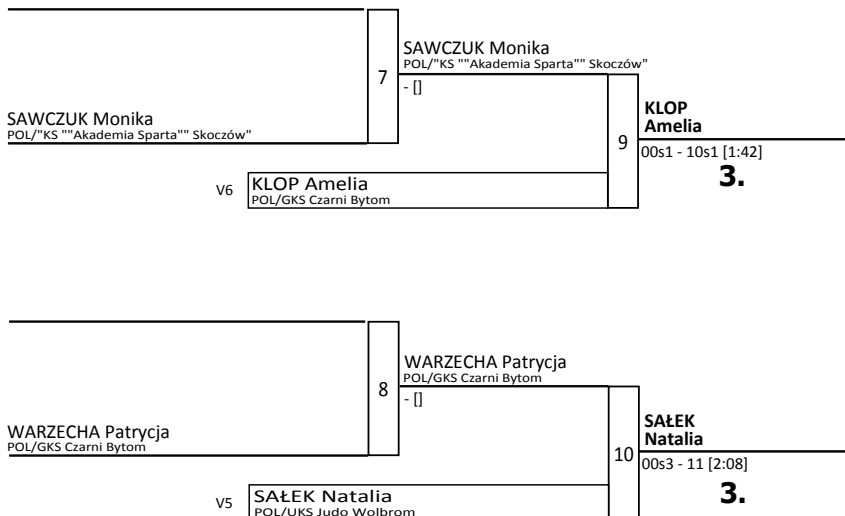 SAWCZUK Monika
POL/"KS ""Akademia Sparta"" Skoczów"
7
- []
SAWCZUK Monika
POL/"KS ""Akademia Sparta"" Skoczów"
9
KLOP
Amelia
00s1 - 10s1 [1:42]
3.
V6
KLOP Amelia
POL/GKS Czarni Bytom
WARZECHA Patrycja
POL/GKS Czarni Bytom
8
- []
WARZECHA Patrycja
POL/GKS Czarni Bytom
10
SAŁEK
Natalia
00s3 - 11 [2:08]
3.
V5
SAŁEK Natalia
POL/UKS Judo Wolbrom